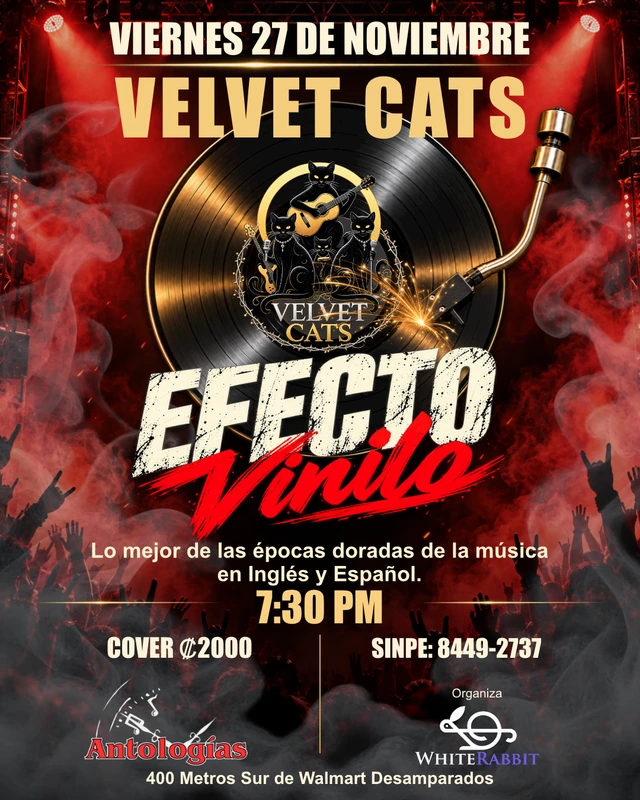 VIERNES 27 DE NOVIEMBRE
VELVET CATS
VELVET
CATS
EFECTO
Vinilo
Lo mejor de las épocas doradas de la música
en Inglés y Español.
7:30 PM
COVER ₡2000
SINPE: 8449-2737
Organiza
Antologías
WHITERABBIT
400 Metros Sur de Walmart Desamparados